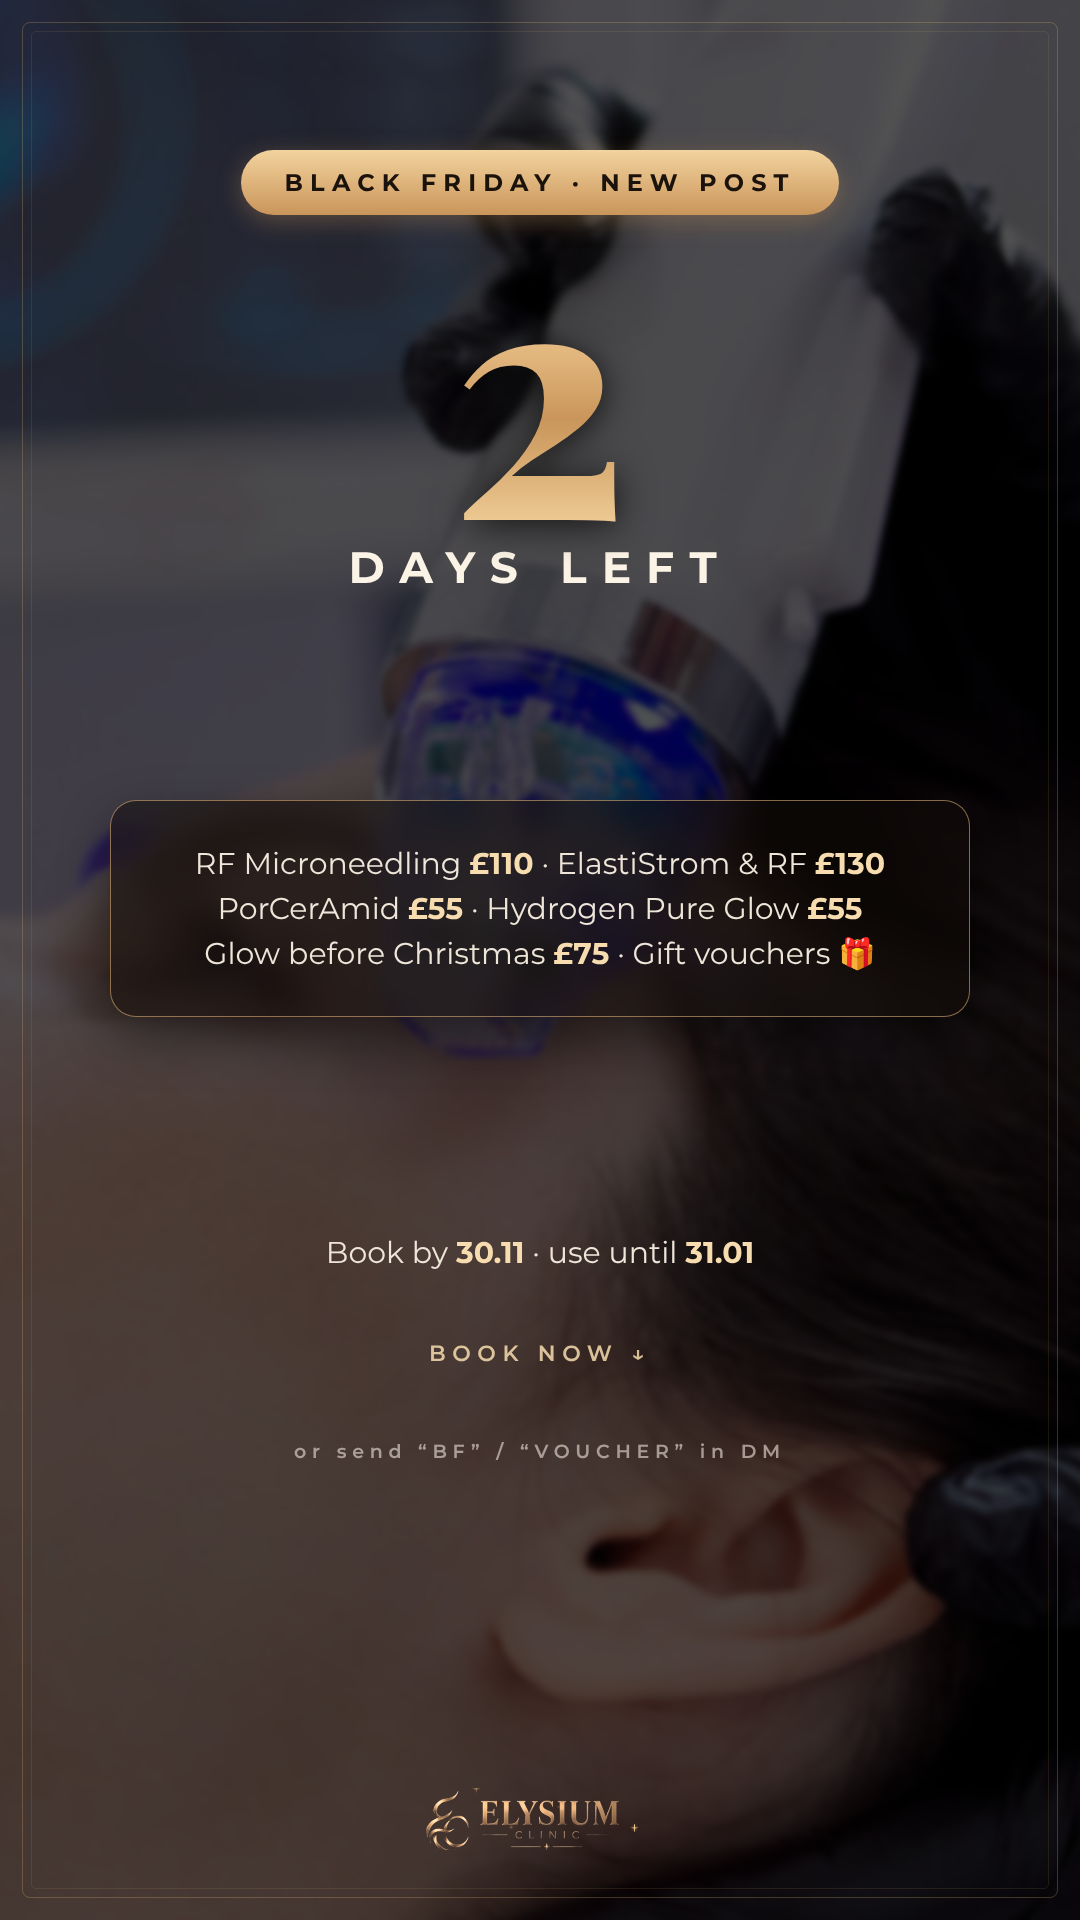 BLACK FRIDAY · NEW POST
2
DAYS LEFT
RF Microneedling £110 · ElastiStrom & RF £130
PorCerAmid £55 · Hydrogen Pure Glow £55
Glow before Christmas £75 · Gift vouchers 🎁
Book by 30.11 · use until 31.01
BOOK NOW ↓
or send “BF” / “VOUCHER” in DM
ELYSIUM
CLINIC